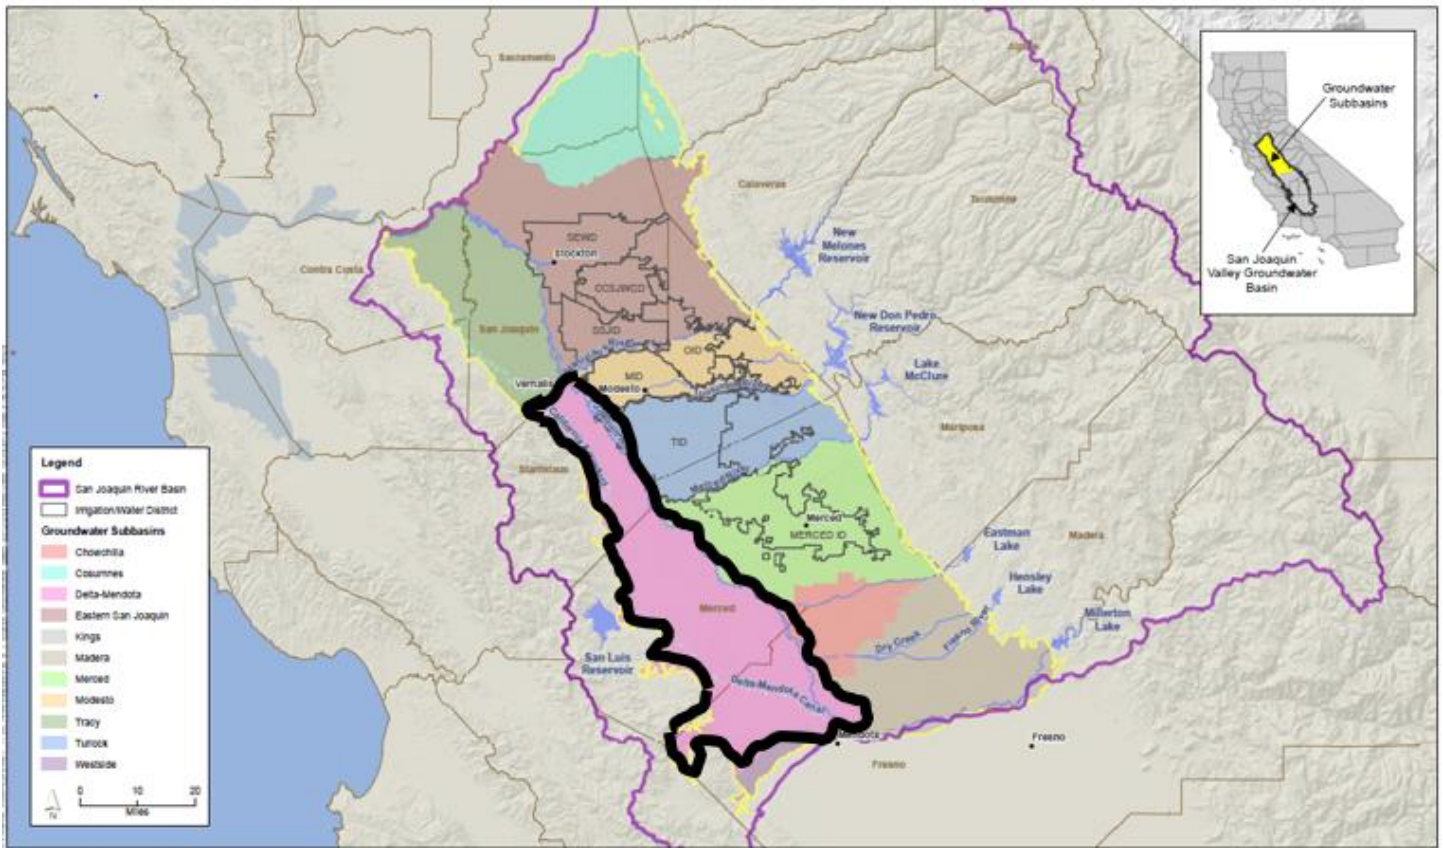 Sacramento
Alpine
Groundwater
Subbasins
San Joaquin
Valley Groundwater
Basin
Calaveras
Tuolumne
New
Melones
Reservoir
SEWD
Stockton
Contra Costa
CCSJWCD
San Joaquin
SSJID
New Don Pedro
Reservoir
OID
Lake
McClure
MID
Vernalis
Modesto
TID
Mariposa
Stanislaus
Merced River
Merced
MERCED ID
Eastman
Lake
Madera
Hensley
Lake
Merced
Millerton
Lake
Dry Creek
Fresno River
San Luis
Reservoir
Delta-Mendota Canal
Mendota
Fresno
Fresno
Legend
San Joaquin River Basin
Irrigation/Water District
Groundwater Subbasins
Chowchilla
Cosumnes
Delta-Mendota
Eastern San Joaquin
Kings
Madera
Merced
Modesto
Tracy
Turlock
Westside
0 10 20
Miles
N